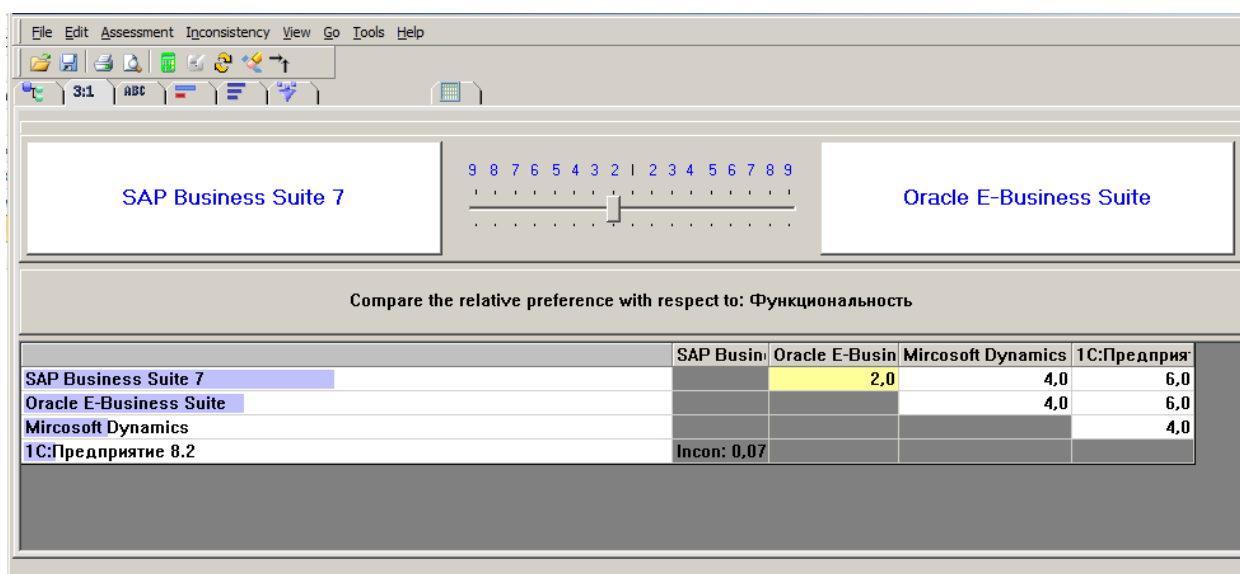 File Edit Assessment Inconsistency View Go Tools Help
3:1 ABC
9 8 7 6 5 4 3 2 1 2 3 4 5 6 7 8 9
SAP Business Suite 7
Oracle E-Business Suite
Compare the relative preference with respect to: Функциональность
SAP Busin Oracle E-Busin Mircosoft Dynamics 1С:Предприя
SAP Business Suite 7 2,0 4,0 6,0
Oracle E-Business Suite 4,0 6,0
Mircosoft Dynamics 4,0
1С:Предприятие 8.2 Incon: 0,07